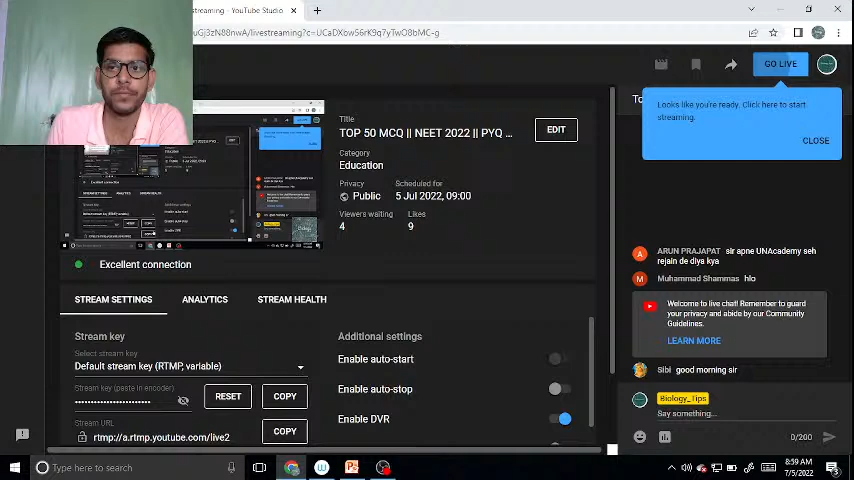 streaming - YouTube Studio
uGj3zN88nwA/livestreaming?c=UCaDXow56rK9q7yTwO8bMC-g
GO LIVE
Looks like you're ready. Click here to start
streaming.
CLOSE
Title
TOP 50 MCQ || NEET 2022 || PYQ ...
EDIT
Category
Education
Privacy
Public
Scheduled for
5 Jul 2022, 09:00
Viewers waiting
4
Likes
9
Excellent connection
STREAM SETTINGS
ANALYTICS
STREAM HEALTH
Stream key
Select stream key
Default stream key (RTMP, variable)
Stream key (paste in encoder)
RESET
COPY
Stream URL
rtmp://a.rtmp.youtube.com/live2
COPY
Additional settings
Enable auto-start
Enable auto-stop
Enable DVR
ARUN PRAJAPAT sir apne UNAcademy seh
rejain de diya kya
Muhammad Shammas hlo
Welcome to live chat! Remember to guard
your privacy and abide by our Community
Guidelines.
LEARN MORE
Sibi good morning sir
Biology_Tips
Say something...
0/200
Type here to search
8:59 AM
7/5/2022